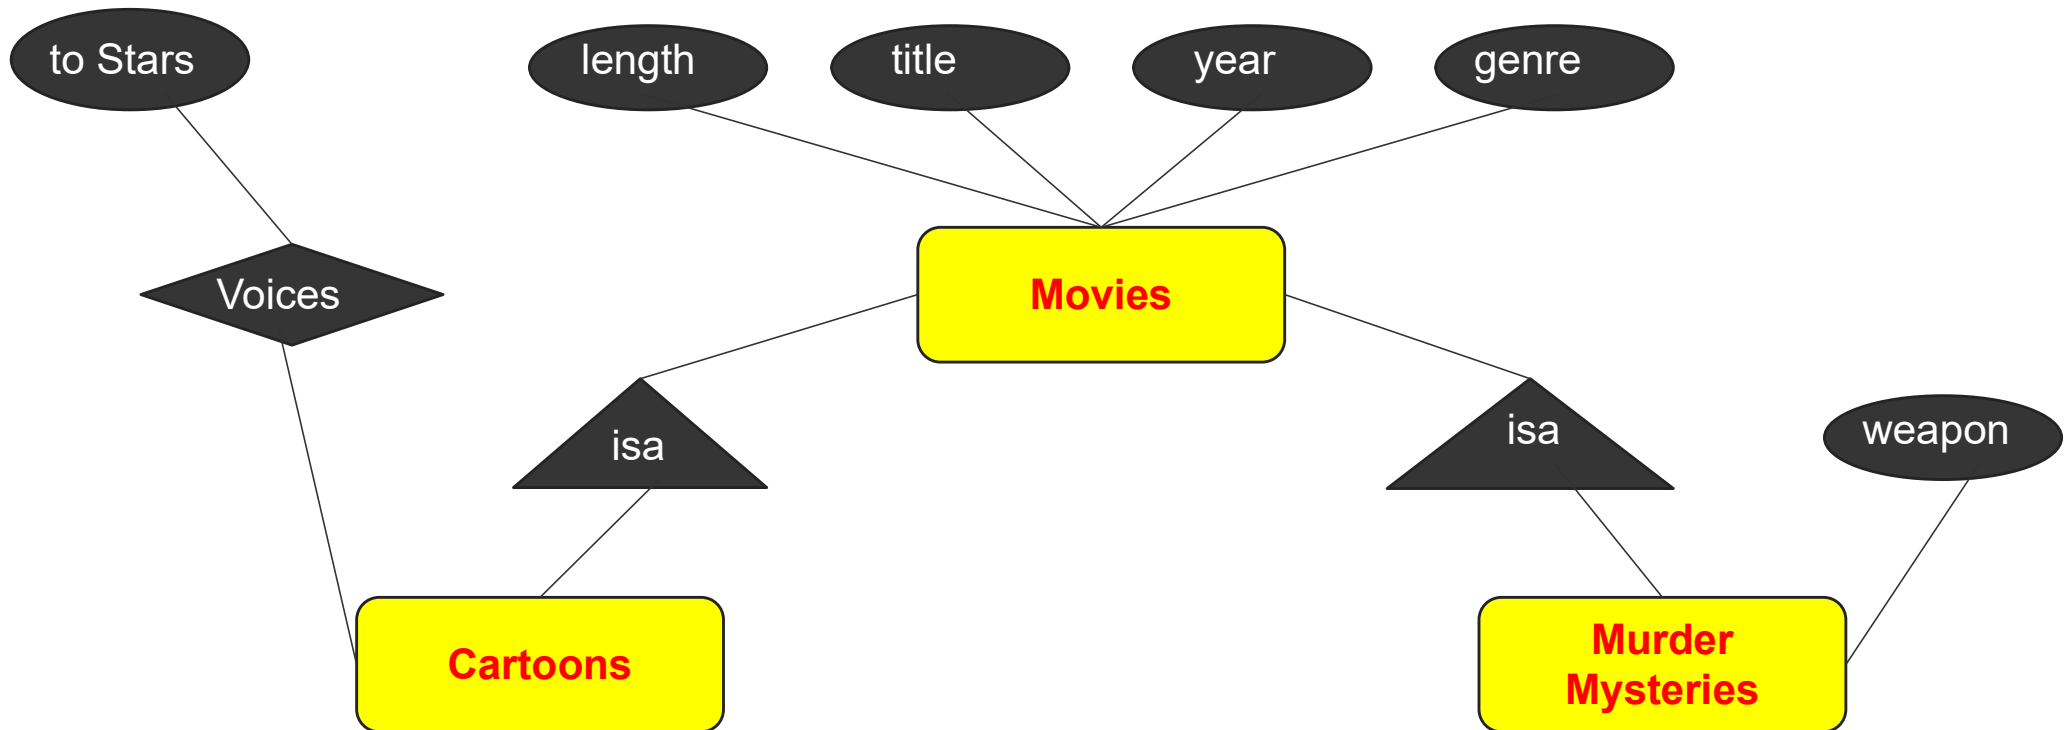 to Stars
length
title
year
genre
Voices
Movies
isa
isa
weapon
Cartoons
Murder
Mysteries